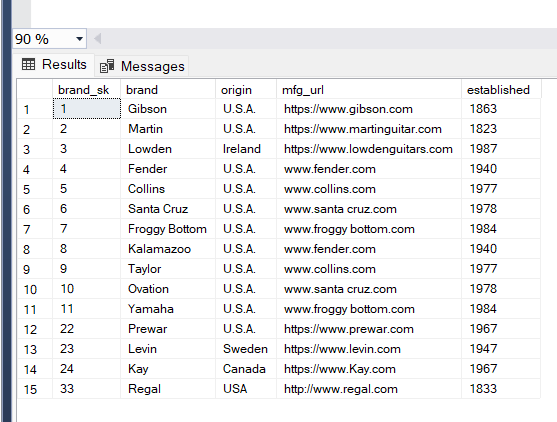 90 %
Results Messages
brand_sk brand origin mfg_url established
1 1 Gibson U.S.A. https://www.gibson.com 1863
2 2 Martin U.S.A. https://www.martinguitar.com 1823
3 3 Lowden Ireland https://www.lowdenguitars.com 1987
4 4 Fender U.S.A. www.fender.com 1940
5 5 Collins U.S.A. www.collins.com 1977
6 6 Santa Cruz U.S.A. www.santa cruz.com 1978
7 7 Froggy Bottom U.S.A. www.froggy bottom.com 1984
8 8 Kalamazoo U.S.A. www.fender.com 1940
9 9 Taylor U.S.A. www.collins.com 1977
10 10 Ovation U.S.A. www.santa cruz.com 1978
11 11 Yamaha U.S.A. www.froggy bottom.com 1984
12 22 Prewar U.S.A. https://www.prewar.com 1967
13 23 Levin Sweden https://www.levin.com 1947
14 24 Kay Canada https://www.Kay.com 1967
15 33 Regal USA http://www.regal.com 1833